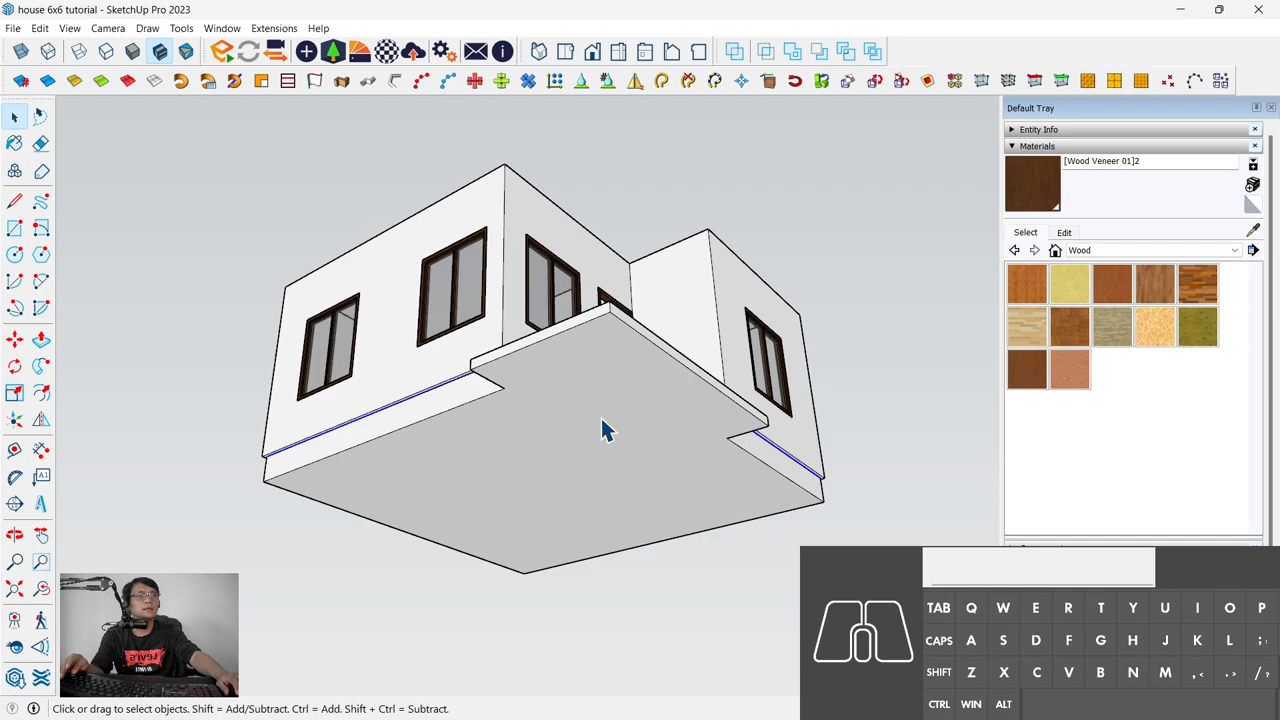 house 6x6 tutorial - SketchUp Pro 2023
File Edit View Camera Draw Tools Window Extensions Help
Default Tray
Entity Info
Materials
[Wood Veneer 01]2
Select Edit
Wood
A1
LEVI'S
TAB Q W E R T Y U I O P
CAPS A S D F G H J K L ; :
SHIFT Z X C V B N M , < . > / ?
CTRL WIN ALT
Click or drag to select objects. Shift = Add/Subtract. Ctrl = Add. Shift + Ctrl = Subtract.